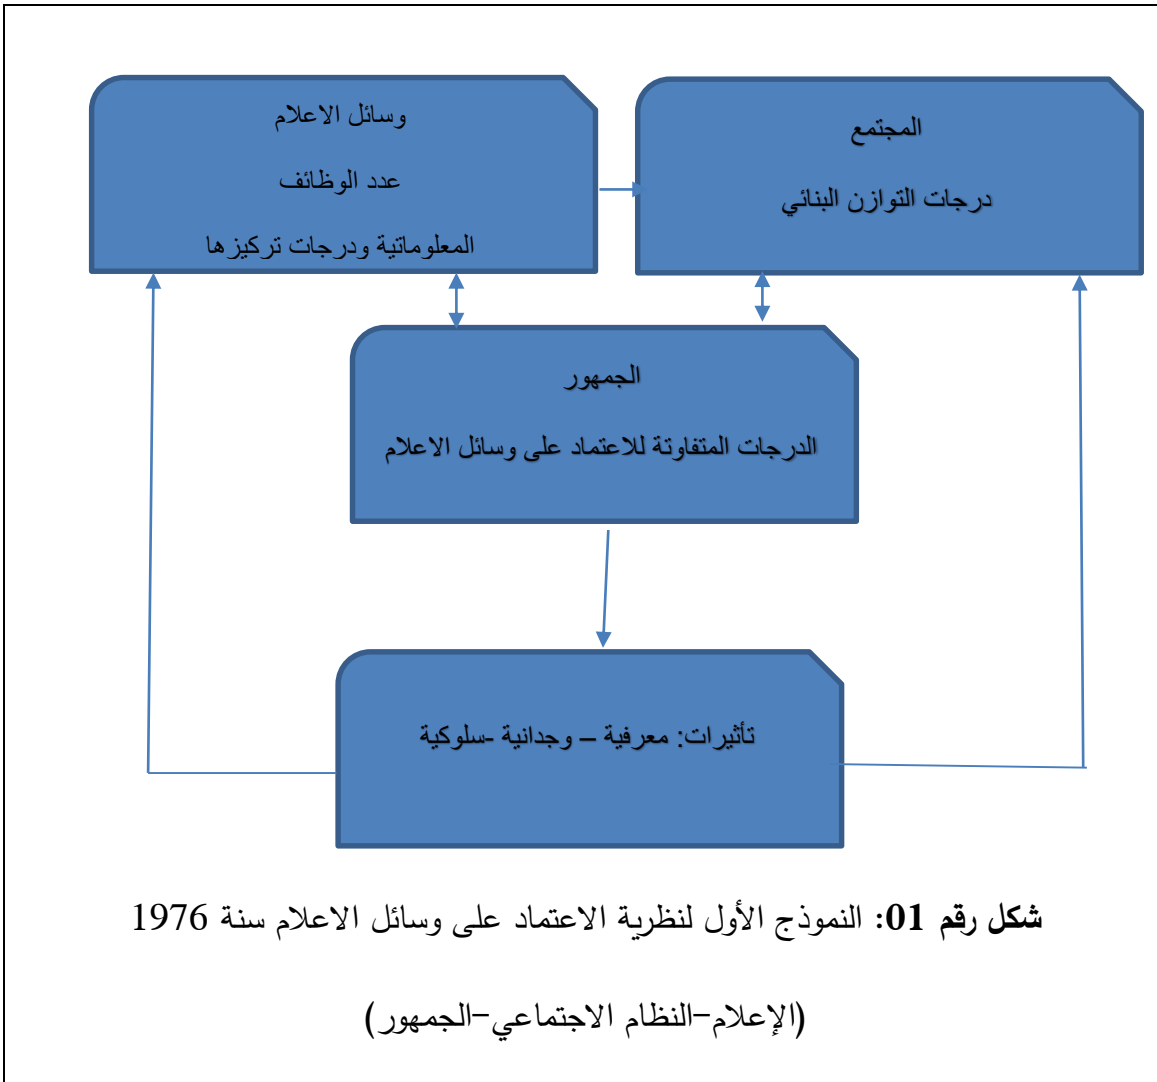 المجتمع
درجات التوازن البنائي
وسائل الاعلام
عدد الوظائف
المعلوماتية ودرجات تركيزها
الجمهور
الدرجات المتفاوتة للاعتماد على وسائل الاعلام
تأثيرات: معرفية – وجدانية -سلوكية
شكل رقم 01: النموذج الأول لنظرية الاعتماد على وسائل الاعلام سنة 1976
(الإعلام-النظام الاجتماعي-الجمهور)